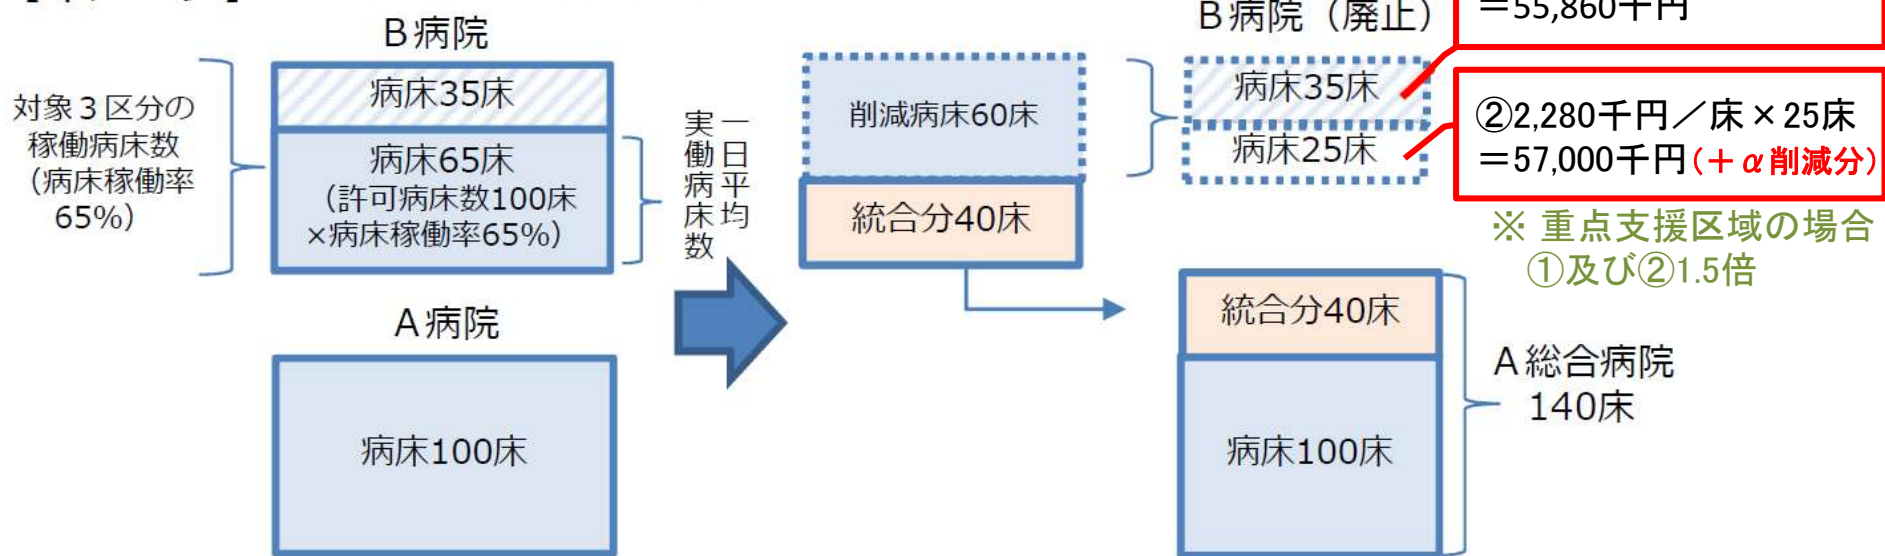 B病院
対象３区分の
稼働病床数
（病床稼働率
65%）
病床35床
病床65床
（許可病床数100床
×病床稼働率65%）
一日平均
実働病床数
A病院
病床100床
削減病床60床
統合分40床
B病院（廃止）
病床35床
病床25床
＝55,860千円
②2,280千円／床×25床
＝57,000千円(＋α削減分)
※ 重点支援区域の場合
①及び②1.5倍
統合分40床
病床100床
A総合病院
140床